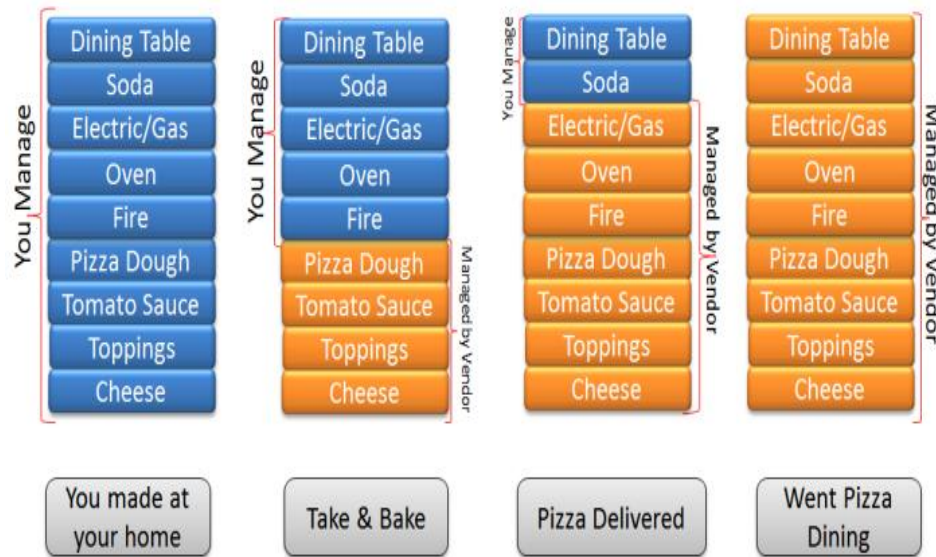 You Manage
Dining Table
Soda
Electric/Gas
Oven
Fire
Pizza Dough
Tomato Sauce
Toppings
Cheese
You made at
your home
You Manage
Dining Table
Soda
Electric/Gas
Oven
Fire
Pizza Dough
Tomato Sauce
Toppings
Cheese
Managed by Vendor
Take & Bake
You Manage
Dining Table
Soda
Electric/Gas
Oven
Fire
Pizza Dough
Tomato Sauce
Toppings
Cheese
Managed by Vendor
Pizza Delivered
Dining Table
Soda
Electric/Gas
Oven
Fire
Pizza Dough
Tomato Sauce
Toppings
Cheese
Managed by Vendor
Went Pizza
Dining